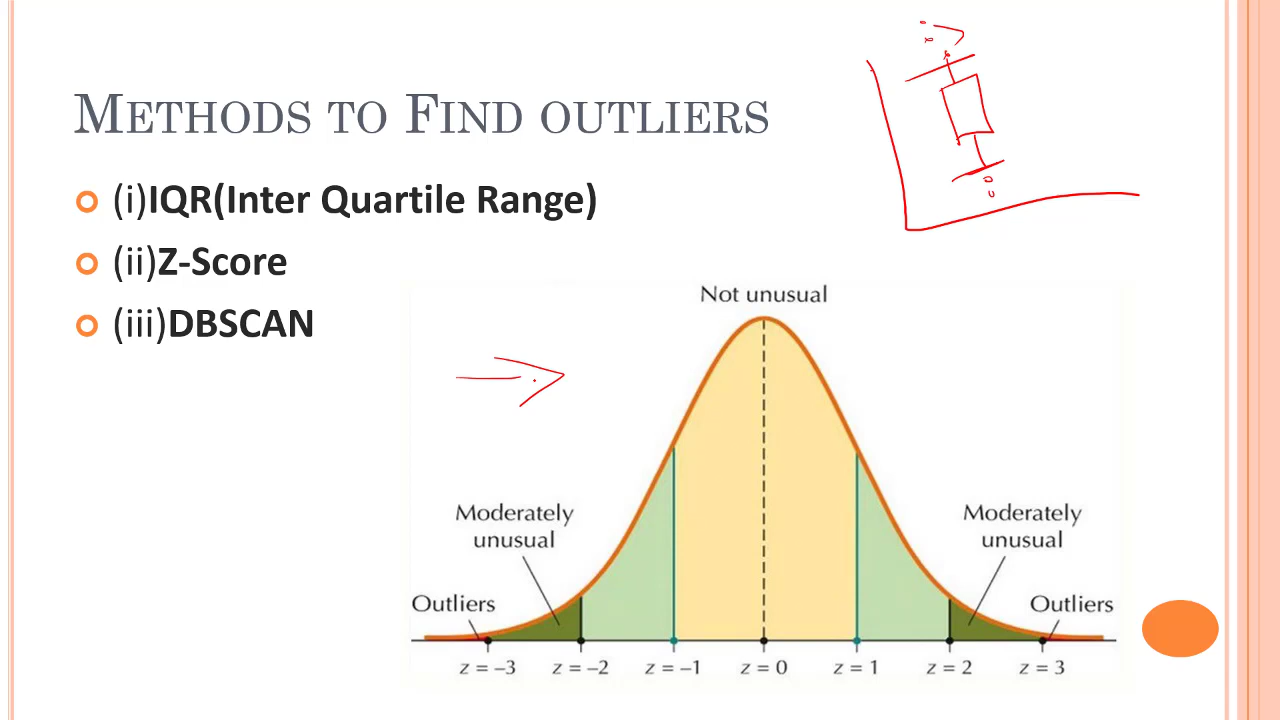 METHODS TO FIND OUTLIERS
(i)IQR(Inter Quartile Range)
(ii)Z-Score
(iii)DBSCAN
Not unusual
Moderately
unusual
Moderately
unusual
Outliers
Outliers
z = –3 z = –2 z = –1 z = 0 z = 1 z = 2 z = 3